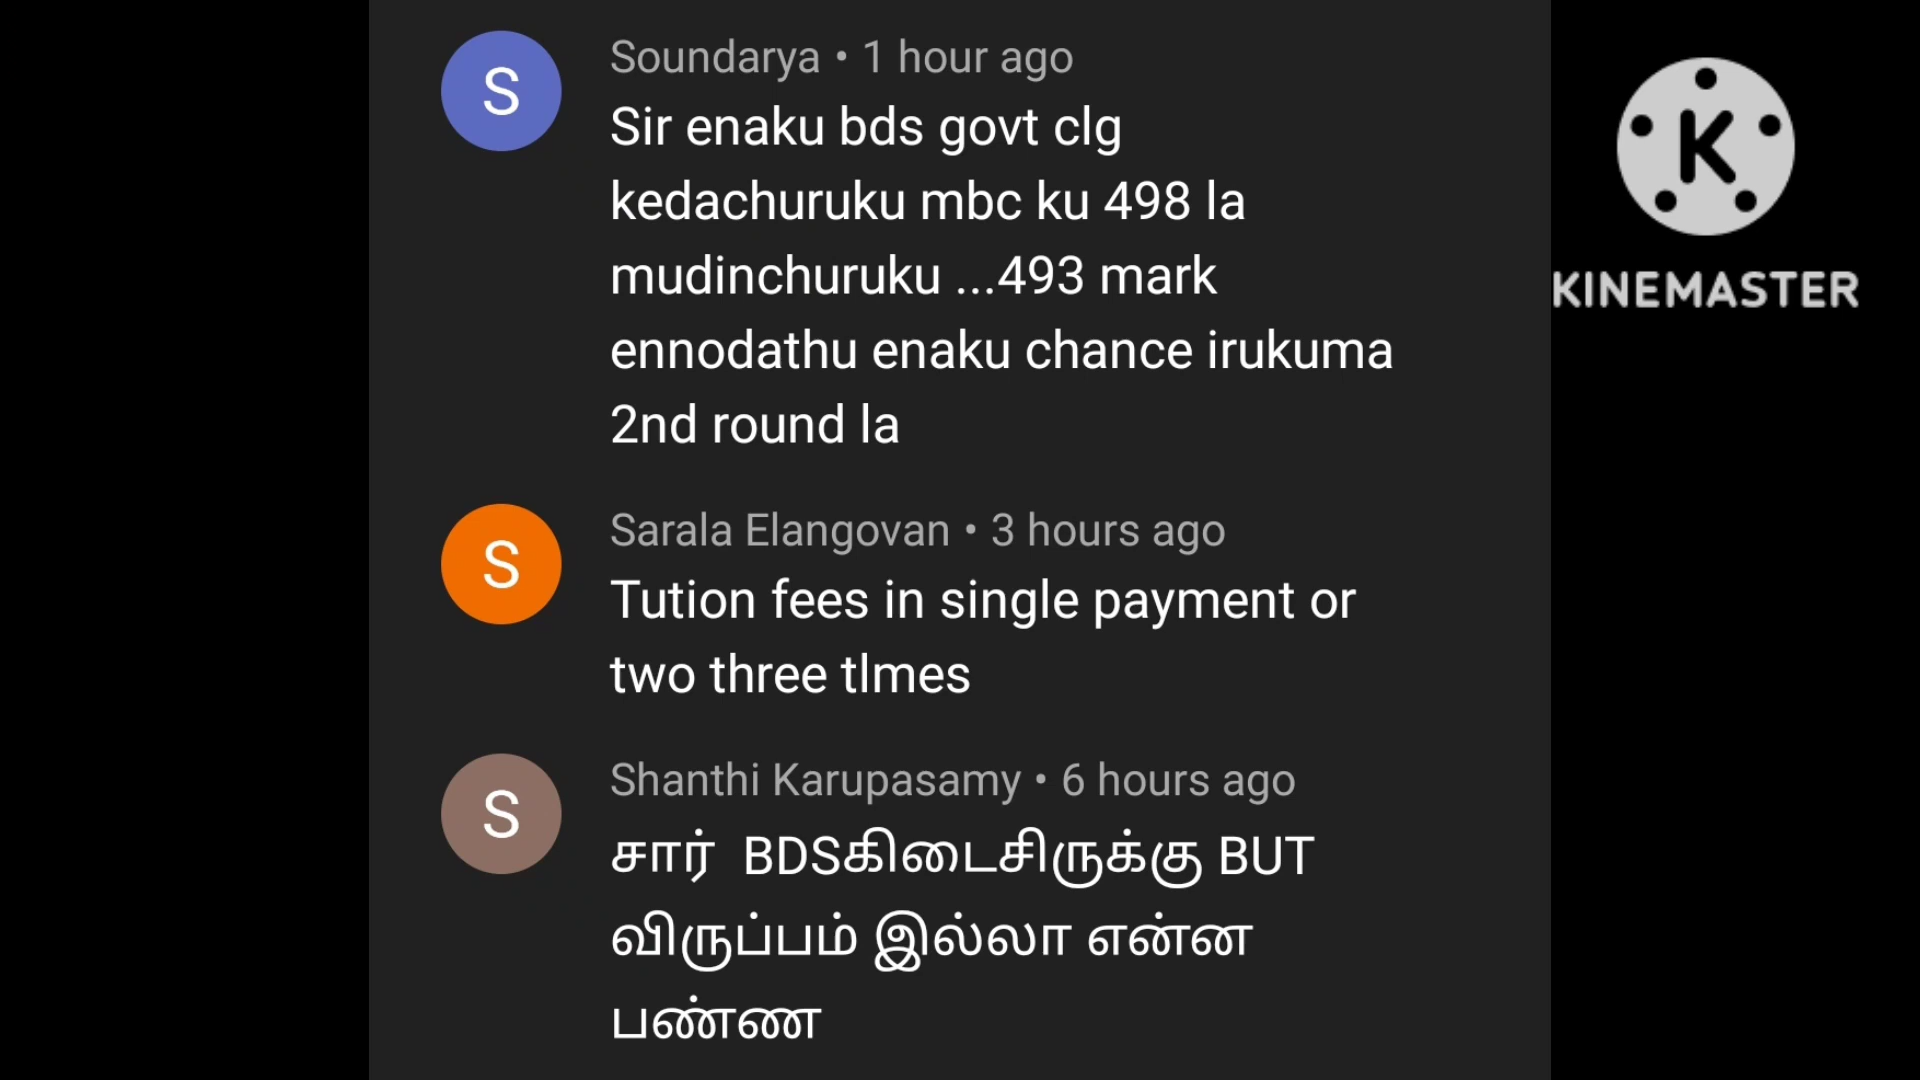 Soundarya • 1 hour ago
S
Sir enaku bds govt clg
kedachuruku mbc ku 498 la
mudinchuruku ...493 mark
ennodathu enaku chance irukuma
2nd round la
Sarala Elangovan • 3 hours ago
S
Tution fees in single payment or
two three tlmes
Shanthi Karupasamy • 6 hours ago
S
சார்  BDSகிடைசிருக்கு BUT
விருப்பம் இல்லா என்ன
பண்ண
K
KINEMASTER